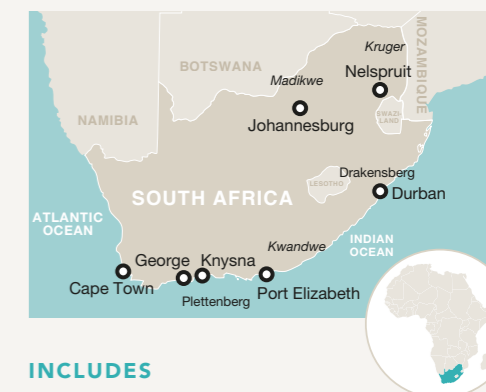 Kruger
MOZAMBIQUE
BOTSWANA
Madikwe
Nelspruit
NAMIBIA
SWAZI-
LAND
Johannesburg
Drakensberg
LESOTHO
SOUTH AFRICA
Durban
ATLANTIC
OCEAN
INDIAN
OCEAN
Kwandwe
George
Knysna
Cape Town
Plettenberg
Port Elizabeth
INCLUDES